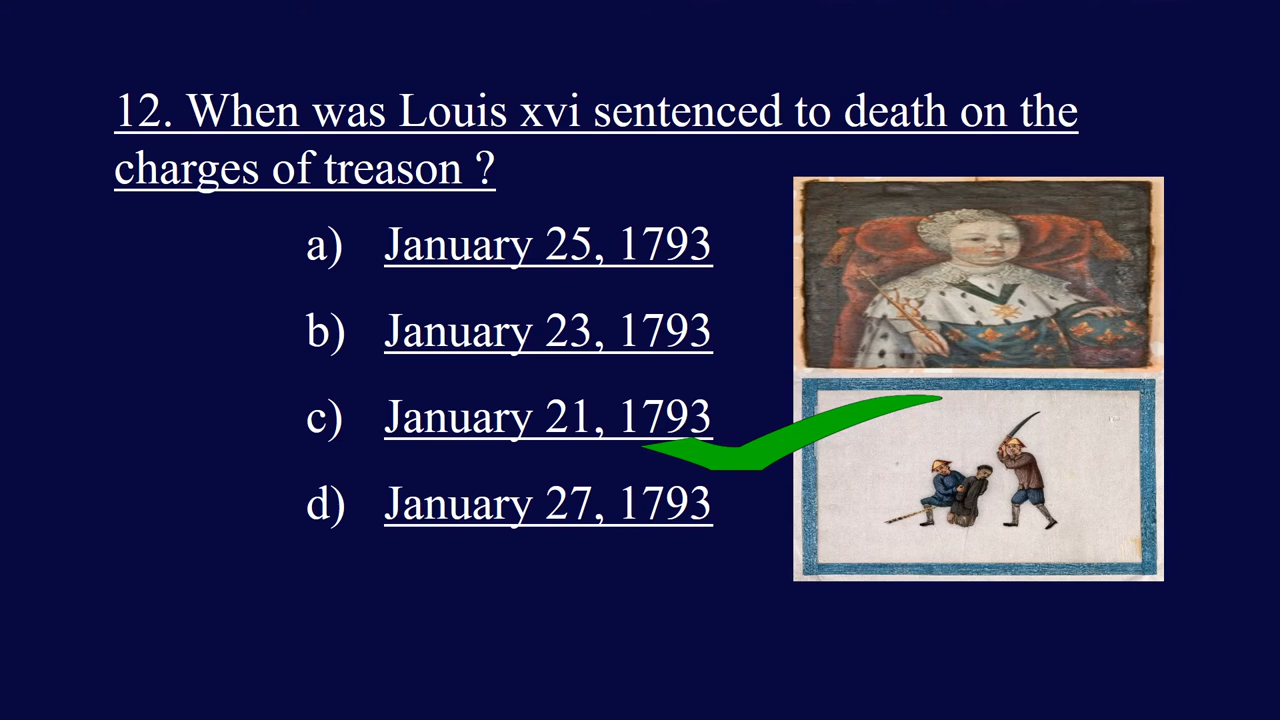 12. When was Louis xvi sentenced to death on the
charges of treason ?
a) January 25, 1793
b) January 23, 1793
c) January 21, 1793
d) January 27, 1793